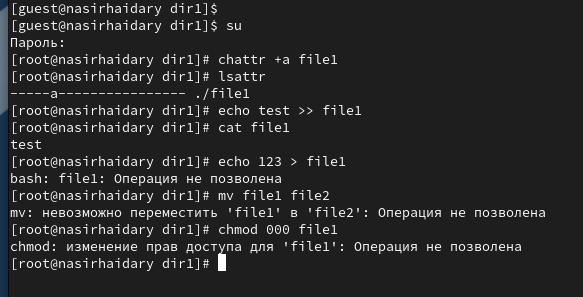 [guest@nasirhaidary dir1]$
[guest@nasirhaidary dir1]$ su
Пароль:
[root@nasirhaidary dir1]# chattr +a file1
[root@nasirhaidary dir1]# lsattr
-----a---------------- ./file1
[root@nasirhaidary dir1]# echo test >> file1
[root@nasirhaidary dir1]# cat file1
test
[root@nasirhaidary dir1]# echo 123 > file1
bash: file1: Операция не позволена
[root@nasirhaidary dir1]# mv file1 file2
mv: невозможно переместить 'file1' в 'file2': Операция не позволена
[root@nasirhaidary dir1]# chmod 000 file1
chmod: изменение прав доступа для 'file1': Операция не позволена
[root@nasirhaidary dir1]#